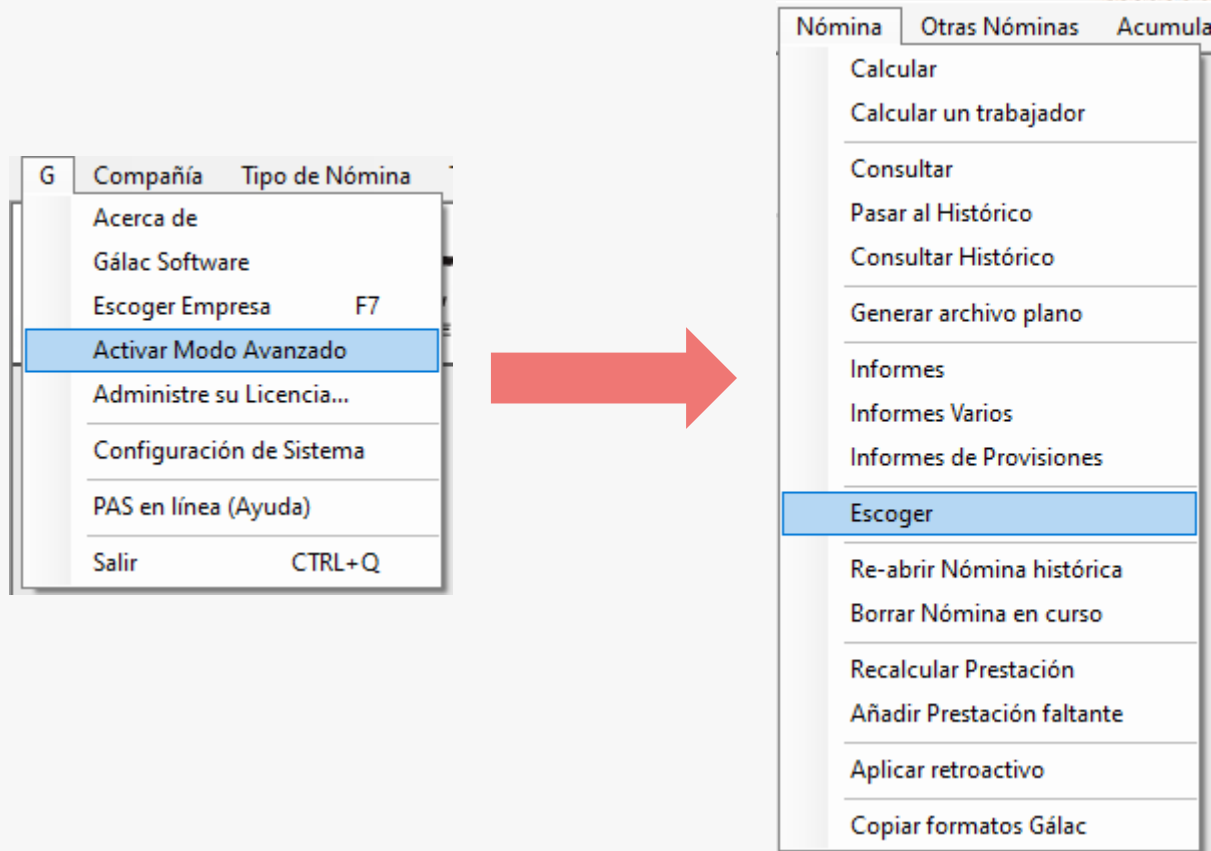 G Compañía Tipo de Nómina
Acerca de
Gálac Software
Escoger Empresa F7
Activar Modo Avanzado
Administre su Licencia...
Configuración de Sistema
PAS en línea (Ayuda)
Salir CTRL+Q
Nómina Otras Nóminas Acumula
Calcular
Calcular un trabajador
Consultar
Pasar al Histórico
Consultar Histórico
Generar archivo plano
Informes
Informes Varios
Informes de Provisiones
Escoger
Re-abrir Nómina histórica
Borrar Nómina en curso
Recalcular Prestación
Añadir Prestación faltante
Aplicar retroactivo
Copiar formatos Gálac